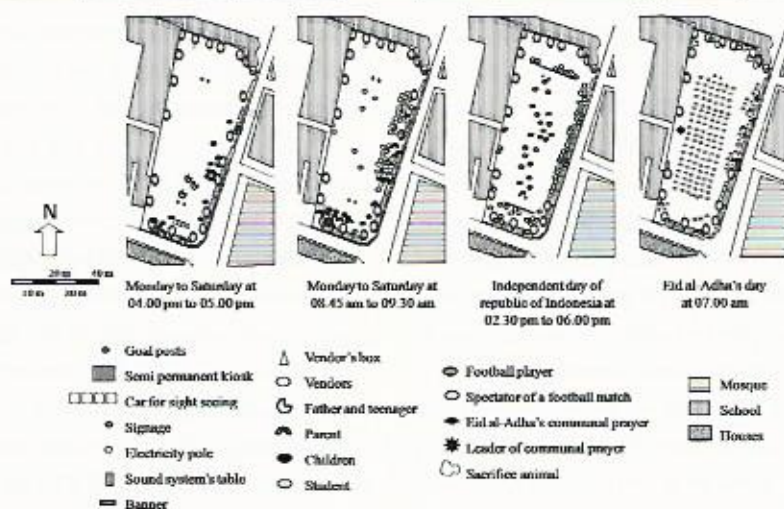 N
20 m 40 m
10 m 20 m
Monday to Saturday at
04.00 pm to 05.00 pm
Monday to Saturday at
08.45 am to 09.30 am
Independent day of
republic of Indonesia at
02.30 pm to 06.00 pm
Eid al-Adha's day
at 07.00 am
Goal posts
Semi permanent kiosk
Car for sight seeing
Signage
Electricity pole
Sound system's table
Banner
Vendor's box
Vendors
Father and teenager
Parent
Children
Student
Football player
Spectator of a football match
Eid al-Adha's communal prayer
Leader of communal prayer
Sacrifice animal
Mosque
School
Houses